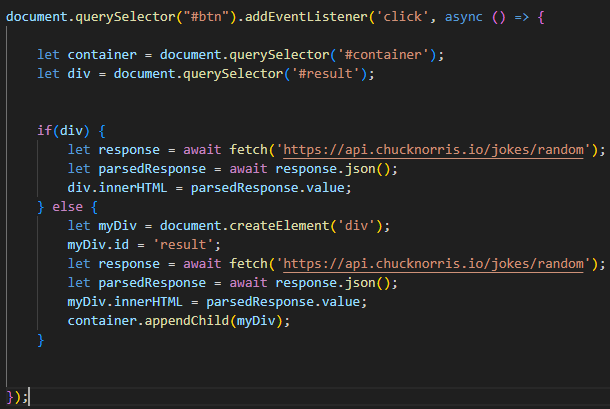 document.querySelector("#btn").addEventListener('click', async () => {
let container = document.querySelector('#container');
let div = document.querySelector('#result');
if(div) {
let response = await fetch('https://api.chucknorris.io/jokes/random');
let parsedResponse = await response.json();
div.innerHTML = parsedResponse.value;
} else {
let myDiv = document.createElement('div');
myDiv.id = 'result';
let response = await fetch('https://api.chucknorris.io/jokes/random');
let parsedResponse = await response.json();
myDiv.innerHTML = parsedResponse.value;
container.appendChild(myDiv);
}
});